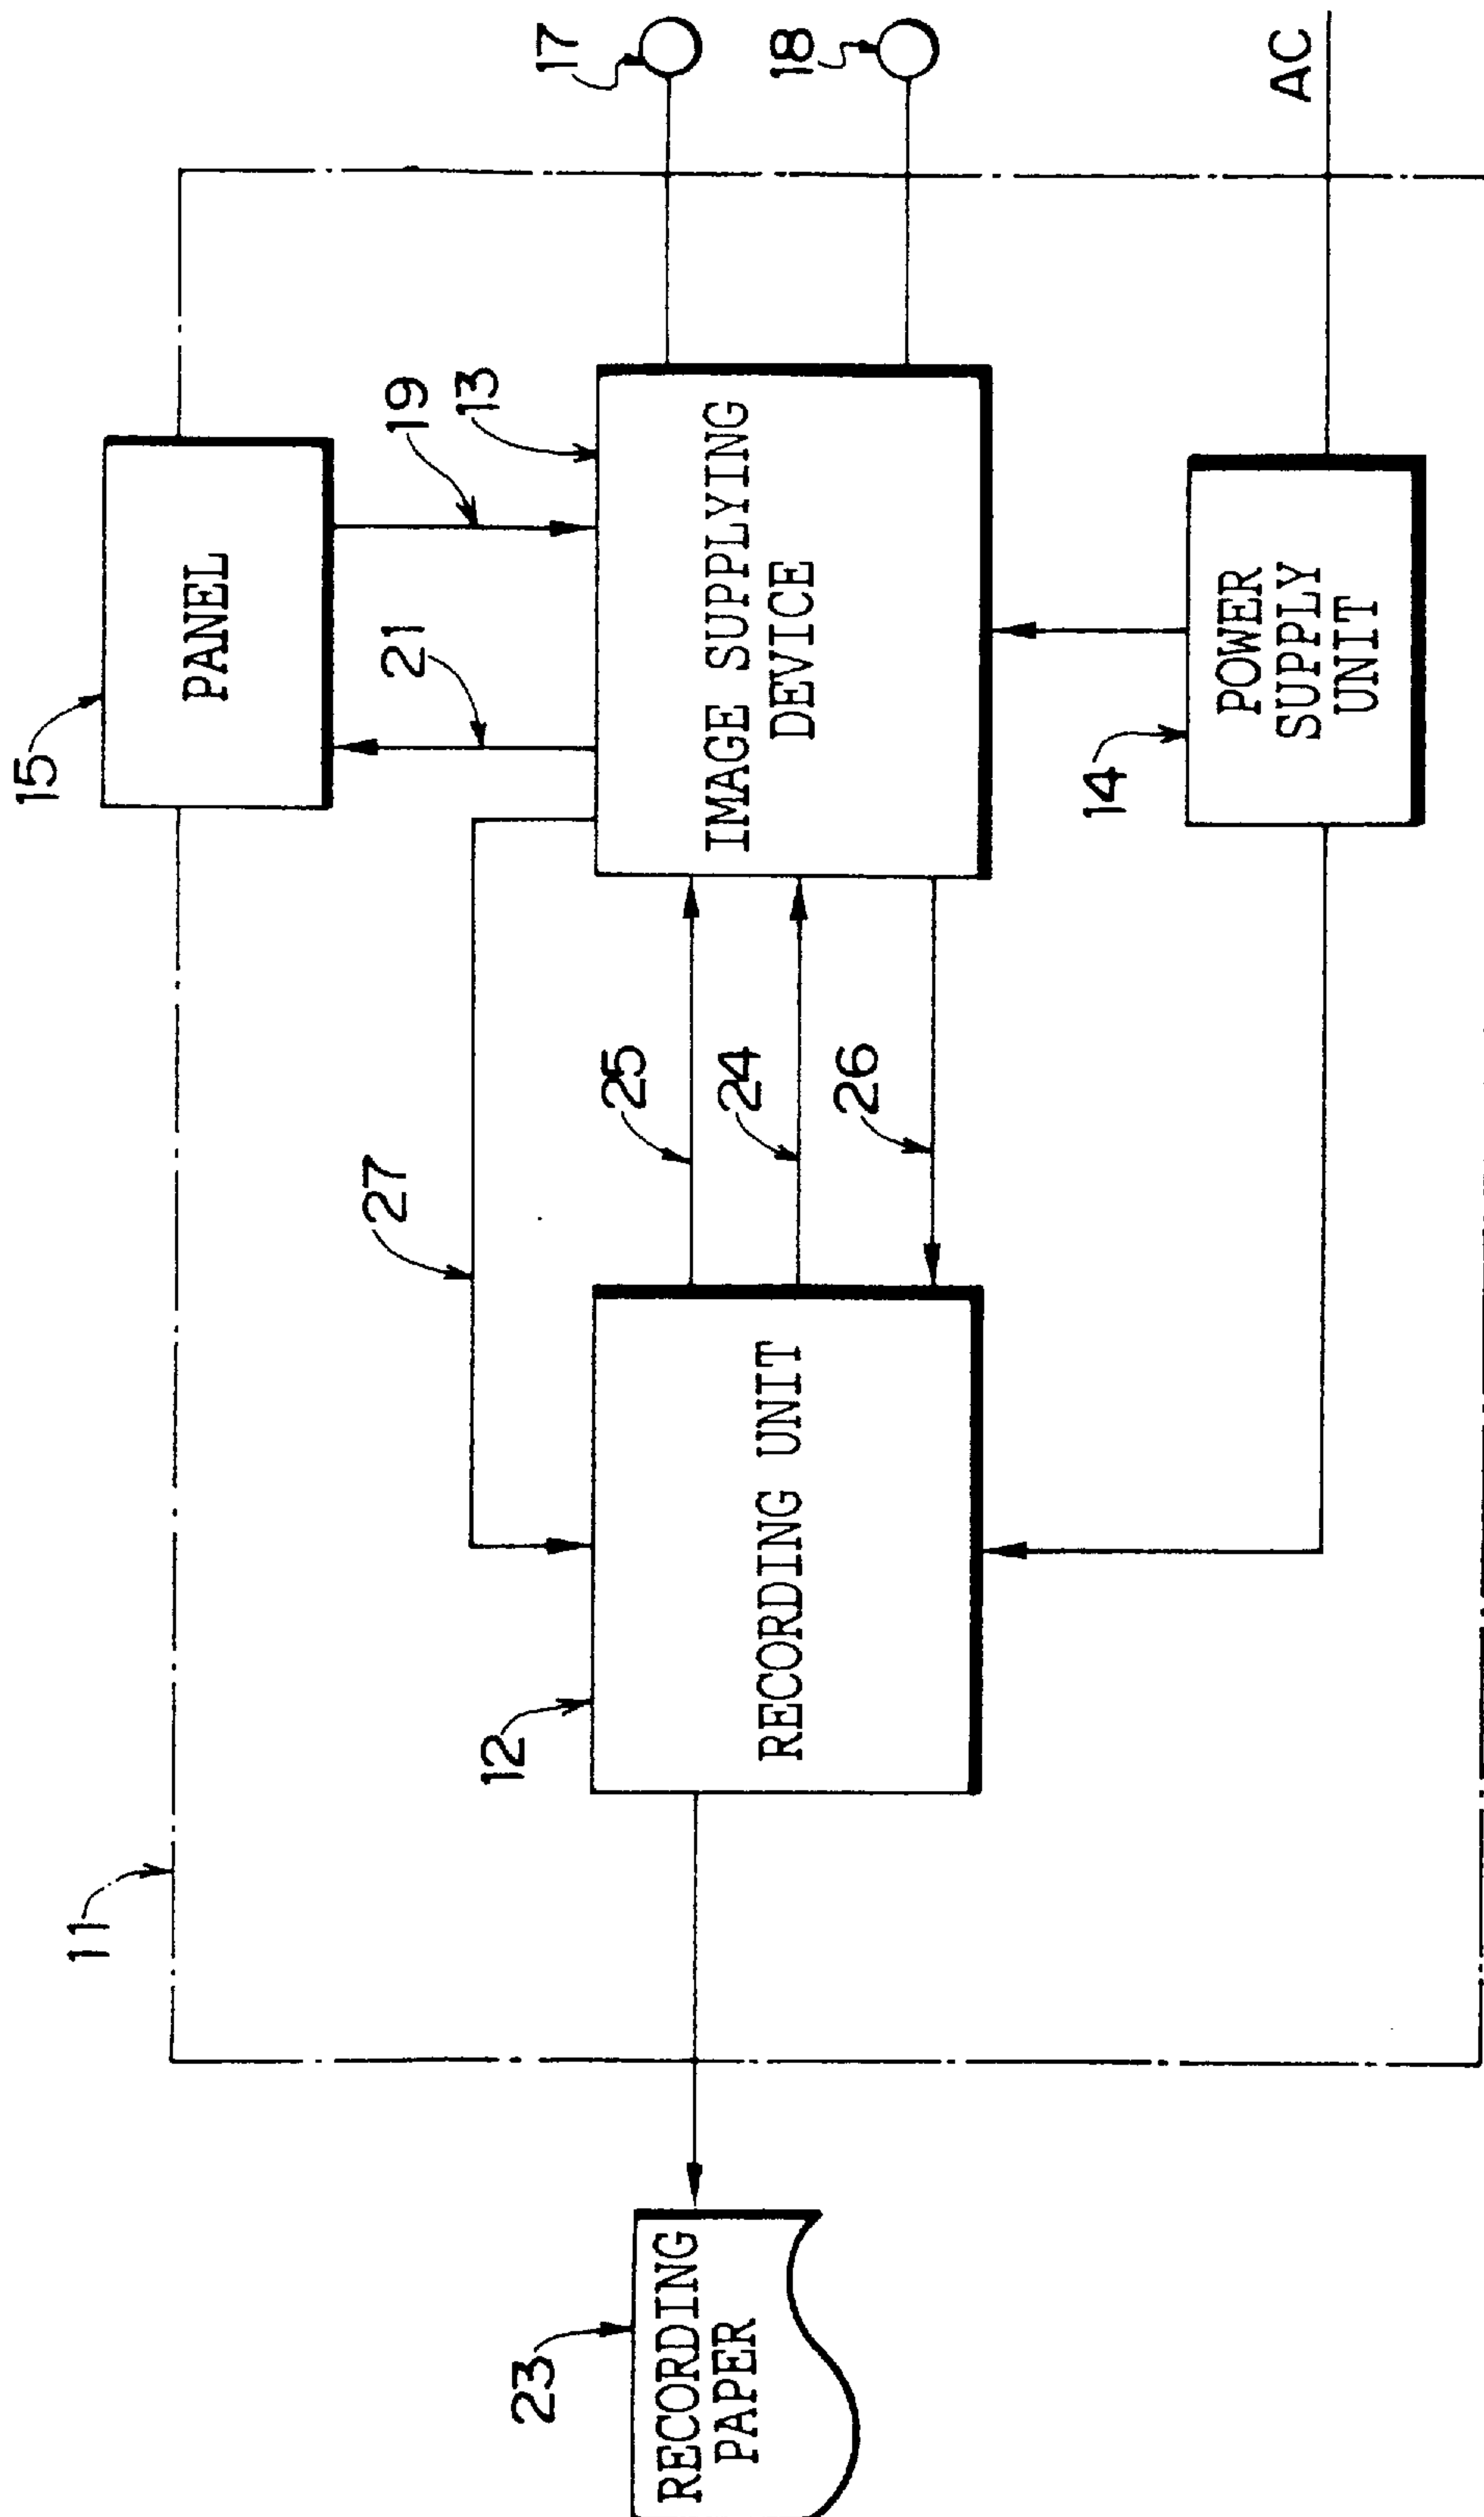 11
15
PANEL
21
19
13
17
18
27
12
RECORDING UNIT
25
24
26
IMAGE SUPPLYING
DEVICE
23
RECORDING
PAPER
14
POWER
SUPPLY
UNIT
AC